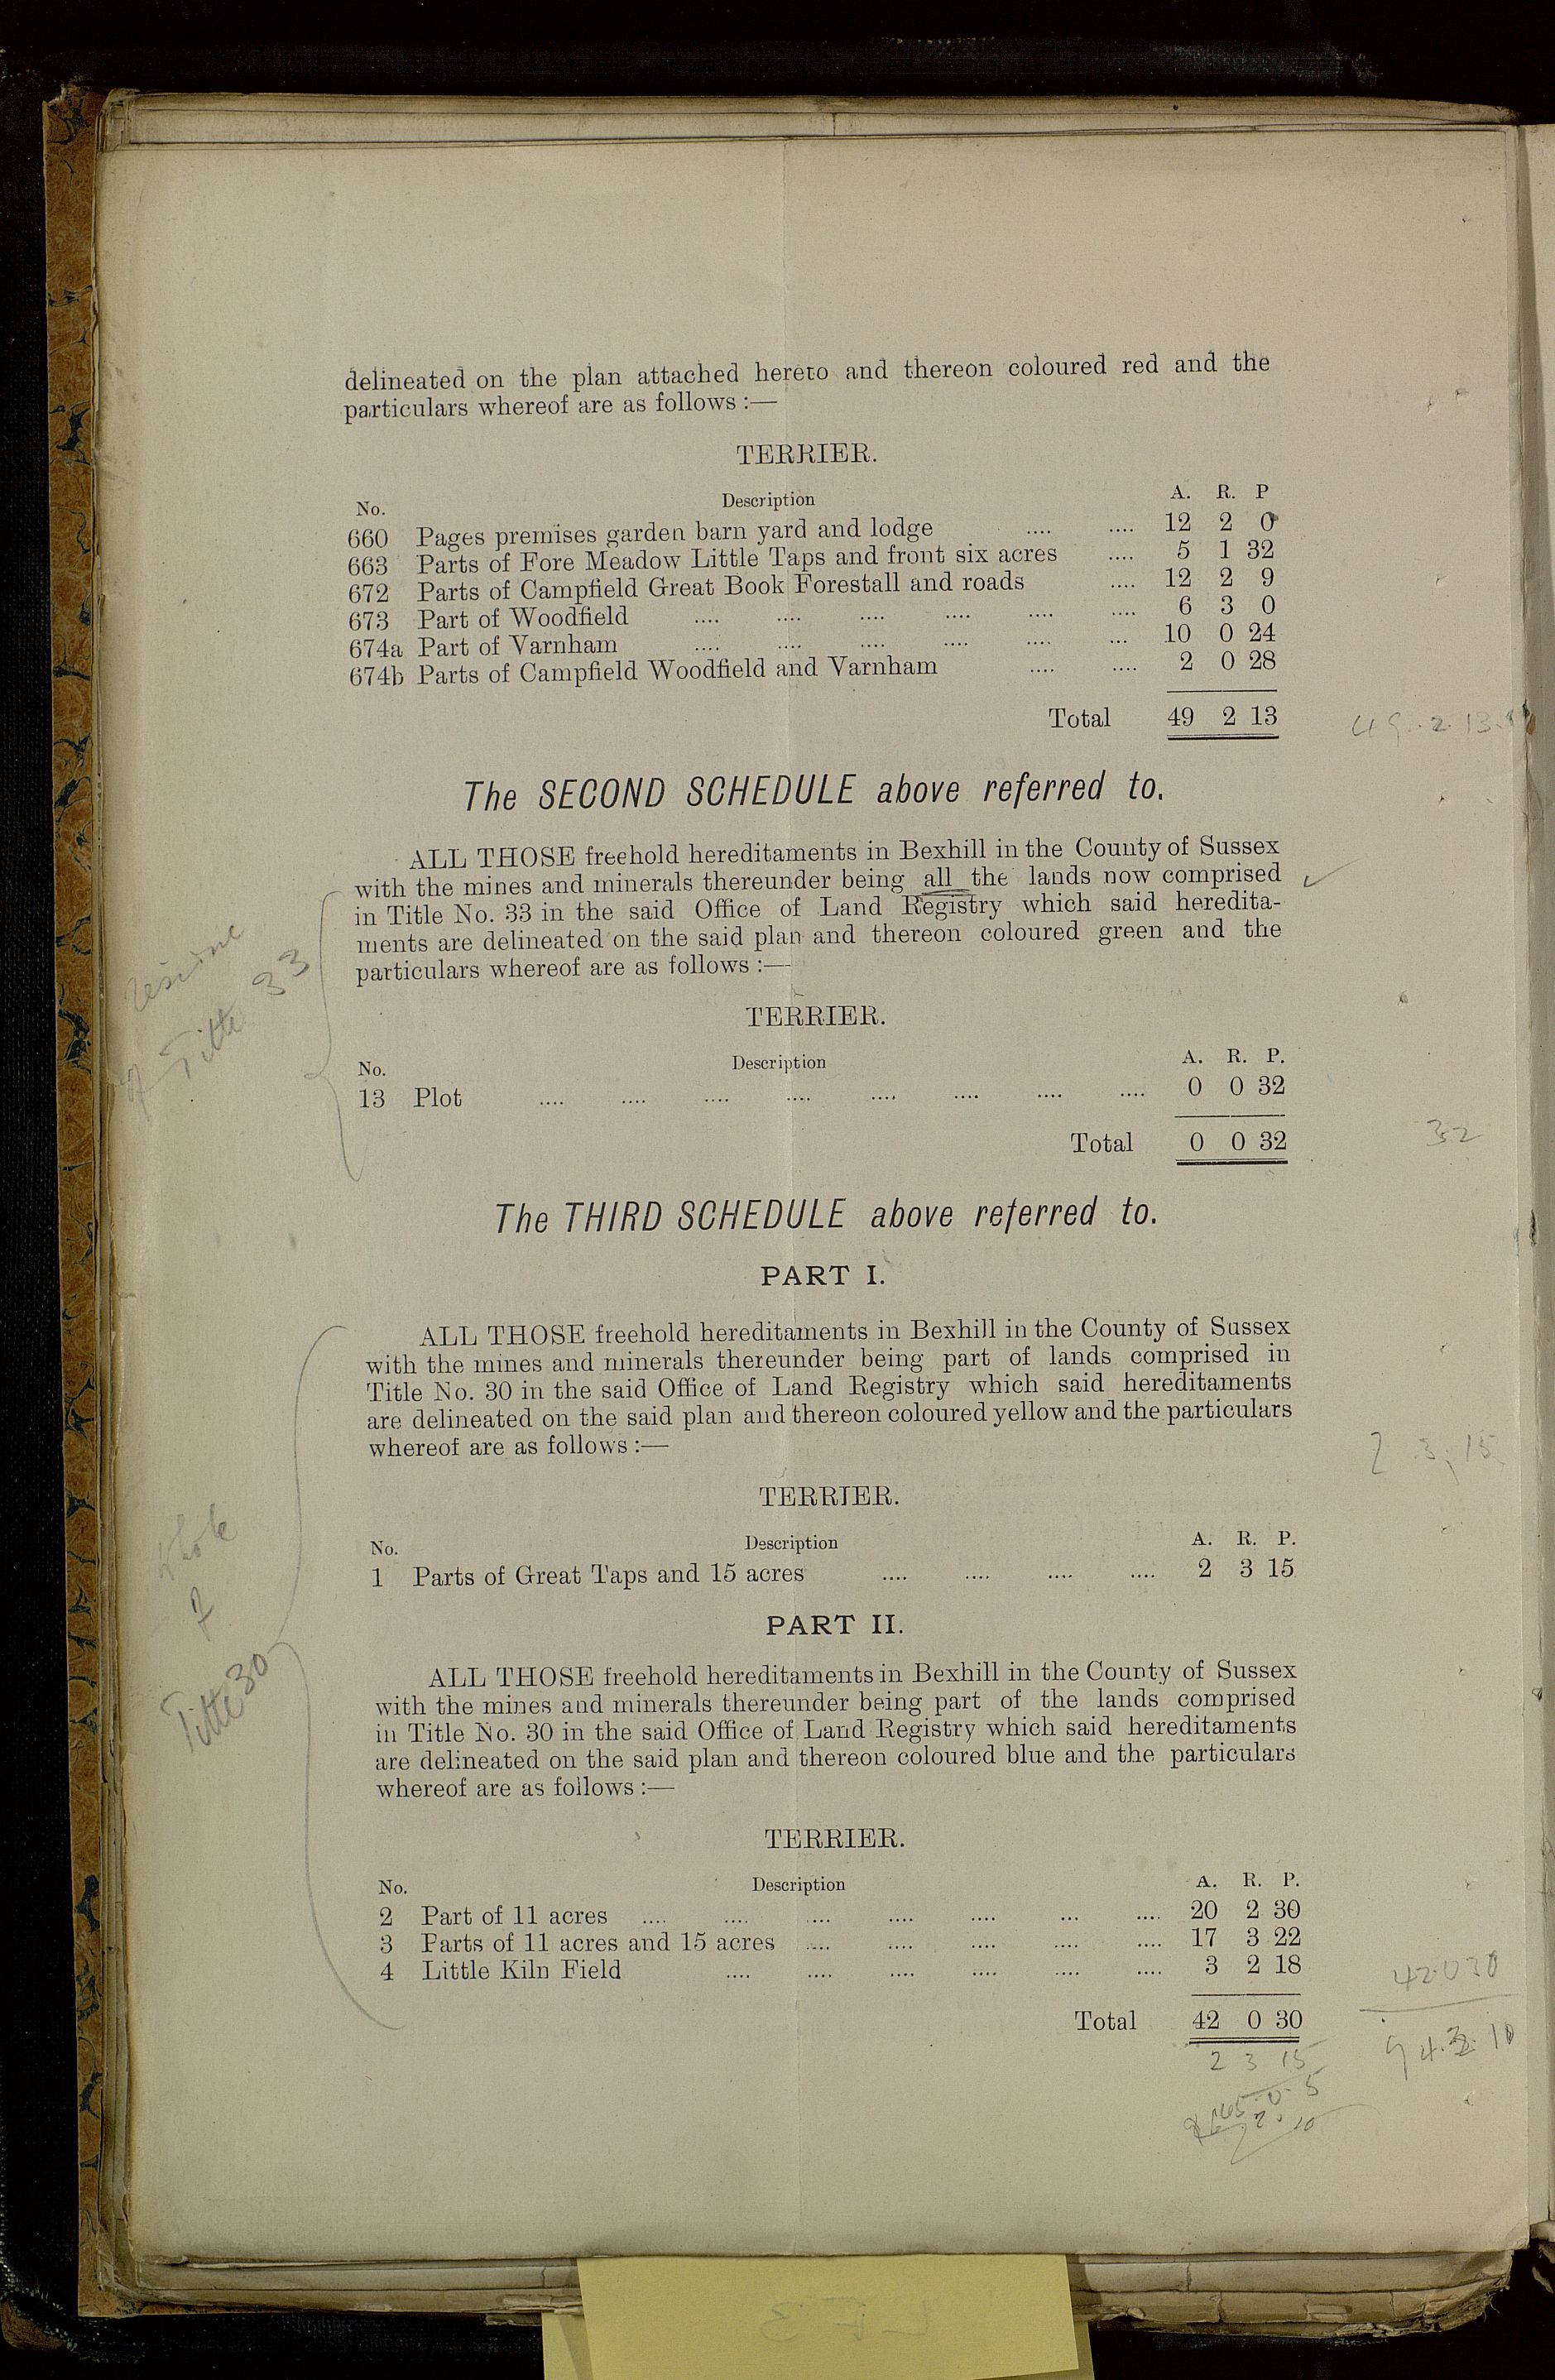 delineated on the plan attached hereto and thereon coloured red and the
particulars whereof are as follows :—
TERRIER.
No. Description A. R. P
660 Pages premises garden barn yard and lodge .... .... 12 2 0
663 Parts of Fore Meadow Little Taps and front six acres .... 5 1 32
672 Parts of Campfield Great Book Forestall and roads .... 12 2 9
673 Part of Woodfield .... .... .... .... .... .... 6 3 0
674a Part of Varnham .... .... .... .... .... ... 10 0 24
674b Parts of Campfield Woodfield and Varnham .... .... 2 0 28
Total 49 2 13
49.2.13
The SECOND SCHEDULE above referred to.
ALL THOSE freehold hereditaments in Bexhill in the County of Sussex
with the mines and minerals thereunder being all the lands now comprised
in Title No. 33 in the said Office of Land Registry which said heredita-
ments are delineated on the said plan and thereon coloured green and the
particulars whereof are as follows :—
Title 33
TERRIER.
No. Description A. R. P.
13 Plot .... .... .... .... .... .... .... .... 0 0 32
Total 0 0 32
32
The THIRD SCHEDULE above referred to.
PART I.
ALL THOSE freehold hereditaments in Bexhill in the County of Sussex
with the mines and minerals thereunder being part of lands comprised in
Title No. 30 in the said Office of Land Registry which said hereditaments
are delineated on the said plan and thereon coloured yellow and the particulars
whereof are as follows :—
2 3 15
TERRIER.
No. Description A. R. P.
1 Parts of Great Taps and 15 acres .... .... .... .... 2 3 15
whole
of
Title 30
PART II.
ALL THOSE freehold hereditaments in Bexhill in the County of Sussex
with the mines and minerals thereunder being part of the lands comprised
in Title No. 30 in the said Office of Land Registry which said hereditaments
are delineated on the said plan and thereon coloured blue and the particulars
whereof are as follows :—
TERRIER.
No. Description A. R. P.
2 Part of 11 acres .... .... .... .... .... ... .... 20 2 30
3 Parts of 11 acres and 15 acres .... .... .... .... .... 17 3 22
4 Little Kiln Field .... .... .... .... .... .... 3 2 18
42.0 30
Total 42 0 30
94.3.10
2 3 15